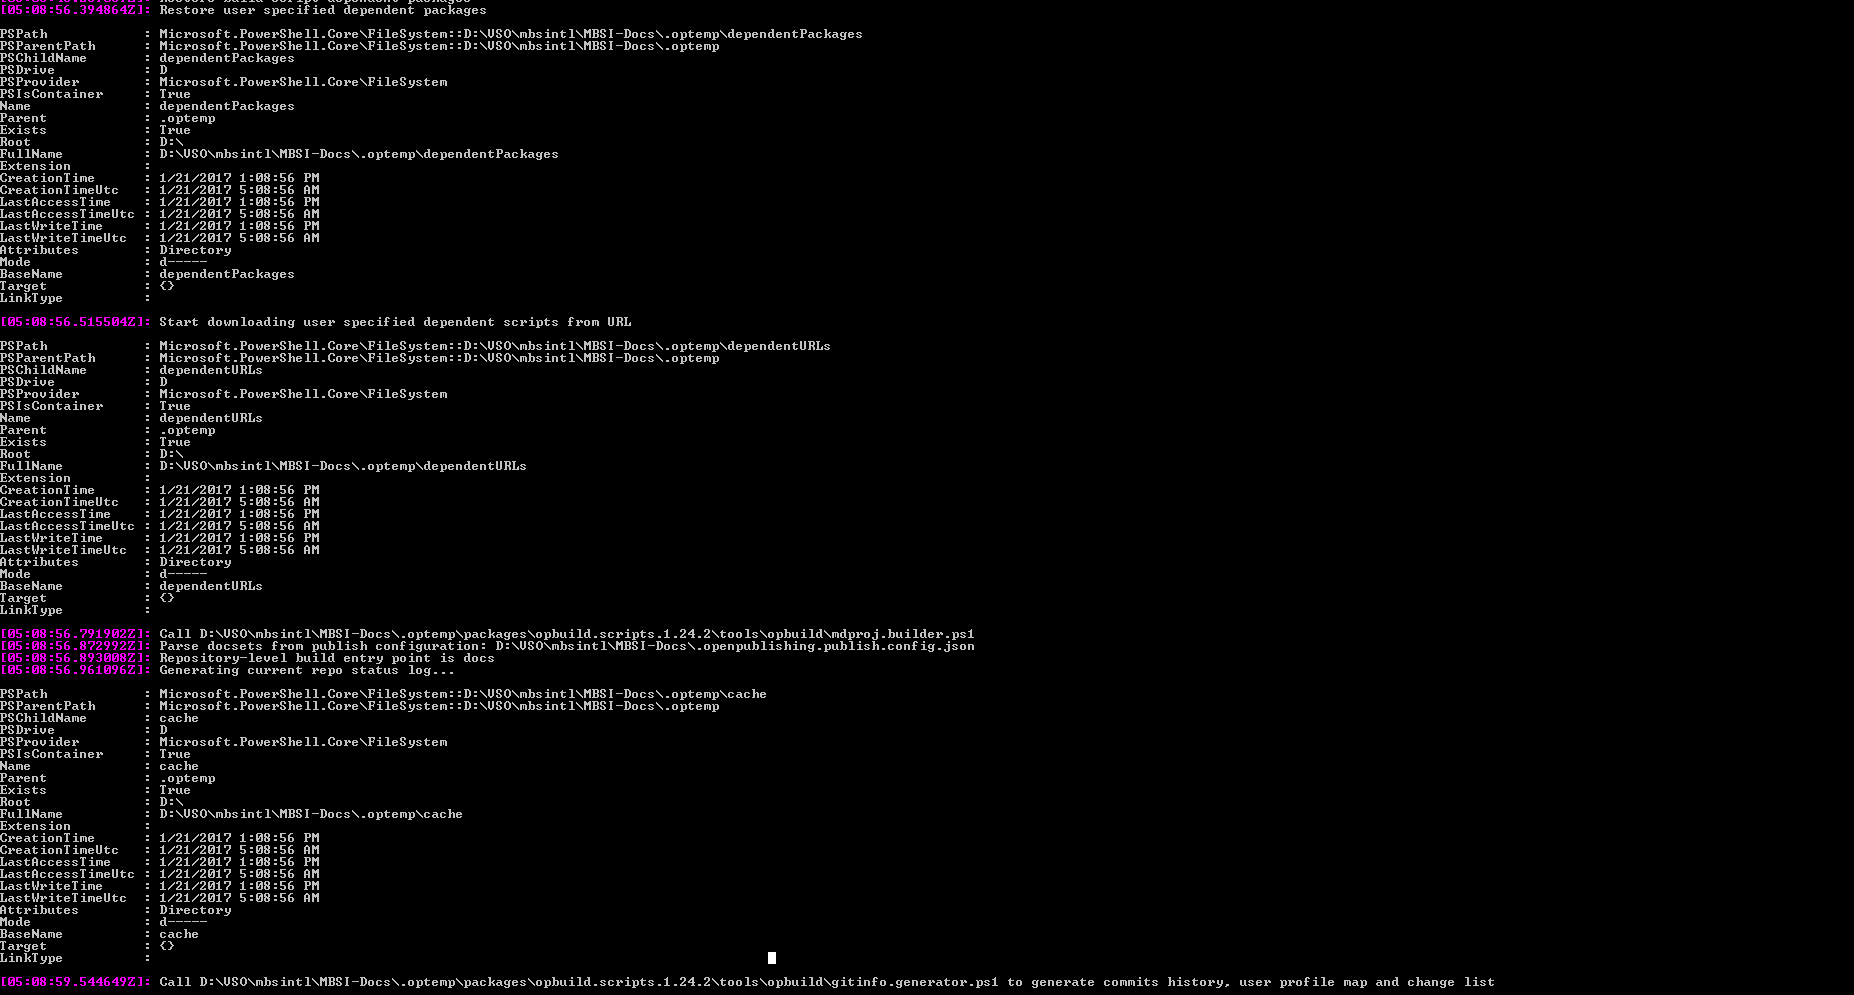 [05:08:56.394864Z]: Restore user specified dependent packages
PSPath : Microsoft.PowerShell.Core\FileSystem::D:\VSO\mbsintl\MBSI-Docs\.optemp\dependentPackages
PSParentPath : Microsoft.PowerShell.Core\FileSystem::D:\VSO\mbsintl\MBSI-Docs\.optemp
PSChildName : dependentPackages
PSDrive : D
PSProvider : Microsoft.PowerShell.Core\FileSystem
PSIsContainer : True
Name : dependentPackages
Parent : .optemp
Exists : True
Root : D:\
FullName : D:\VSO\mbsintl\MBSI-Docs\.optemp\dependentPackages
Extension :
CreationTime : 1/21/2017 1:08:56 PM
CreationTimeUtc : 1/21/2017 5:08:56 AM
LastAccessTime : 1/21/2017 1:08:56 PM
LastAccessTimeUtc : 1/21/2017 5:08:56 AM
LastWriteTime : 1/21/2017 1:08:56 PM
LastWriteTimeUtc : 1/21/2017 5:08:56 AM
Attributes : Directory
Mode : d-----
BaseName : dependentPackages
Target : {}
LinkType :
[05:08:56.515504Z]: Start downloading user specified dependent scripts from URL
PSPath : Microsoft.PowerShell.Core\FileSystem::D:\VSO\mbsintl\MBSI-Docs\.optemp\dependentURLs
PSParentPath : Microsoft.PowerShell.Core\FileSystem::D:\VSO\mbsintl\MBSI-Docs\.optemp
PSChildName : dependentURLs
PSDrive : D
PSProvider : Microsoft.PowerShell.Core\FileSystem
PSIsContainer : True
Name : dependentURLs
Parent : .optemp
Exists : True
Root : D:\
FullName : D:\VSO\mbsintl\MBSI-Docs\.optemp\dependentURLs
Extension :
CreationTime : 1/21/2017 1:08:56 PM
CreationTimeUtc : 1/21/2017 5:08:56 AM
LastAccessTime : 1/21/2017 1:08:56 PM
LastAccessTimeUtc : 1/21/2017 5:08:56 AM
LastWriteTime : 1/21/2017 1:08:56 PM
LastWriteTimeUtc : 1/21/2017 5:08:56 AM
Attributes : Directory
Mode : d-----
BaseName : dependentURLs
Target : {}
LinkType :
[05:08:56.791902Z]: Call D:\VSO\mbsintl\MBSI-Docs\.optemp\packages\opbuild.scripts.1.24.2\tools\opbuild\mdproj.builder.ps1
[05:08:56.872992Z]: Parse docsets from publish configuration: D:\VSO\mbsintl\MBSI-Docs\.openpublishing.publish.config.json
[05:08:56.893008Z]: Repository-level build entry point is docs
[05:08:56.961096Z]: Generating current repo status log...
PSPath : Microsoft.PowerShell.Core\FileSystem::D:\VSO\mbsintl\MBSI-Docs\.optemp\cache
PSParentPath : Microsoft.PowerShell.Core\FileSystem::D:\VSO\mbsintl\MBSI-Docs\.optemp
PSChildName : cache
PSDrive : D
PSProvider : Microsoft.PowerShell.Core\FileSystem
PSIsContainer : True
Name : cache
Parent : .optemp
Exists : True
Root : D:\
FullName : D:\VSO\mbsintl\MBSI-Docs\.optemp\cache
Extension :
CreationTime : 1/21/2017 1:08:56 PM
CreationTimeUtc : 1/21/2017 5:08:56 AM
LastAccessTime : 1/21/2017 1:08:56 PM
LastAccessTimeUtc : 1/21/2017 5:08:56 AM
LastWriteTime : 1/21/2017 1:08:56 PM
LastWriteTimeUtc : 1/21/2017 5:08:56 AM
Attributes : Directory
Mode : d-----
BaseName : cache
Target : {}
LinkType :
[05:08:59.544649Z]: Call D:\VSO\mbsintl\MBSI-Docs\.optemp\packages\opbuild.scripts.1.24.2\tools\opbuild\gitinfo.generator.ps1 to generate commits history, user profile map and change list